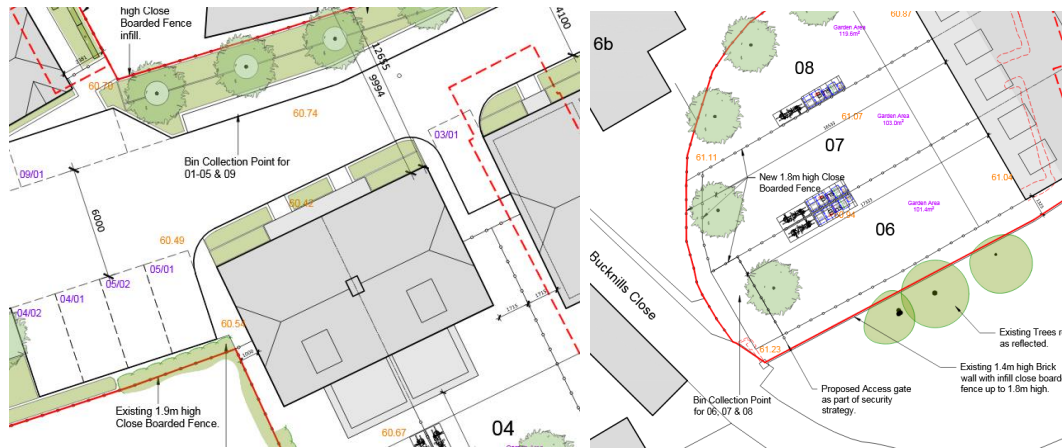 high Close
Boarded Fence
infill.
60.70
12655
9994
4100
60.74
03/01
Bin Collection Point for
01-05 & 09
09/01
6000
60.42
60.49
05/01
05/02
04/01
04/02
60.54
1008
1715
1715
Existing 1.9m high
Close Boarded Fence.
60.67
04
6b
Garden Area
119.6m²
60.87
08
61.07
Garden Area
103.0m²
07
61.11
New 1.8m high Close
Boarded Fence.
61.04
Garden Area
101.4m²
06
Bucknills Close
61.23
Existing Trees r
as reflected.
Existing 1.4m high Brick
wall with infill close board
fence up to 1.8m high.
Proposed Access gate
as part of security
strategy.
Bin Collection Point
for 06, 07 & 08